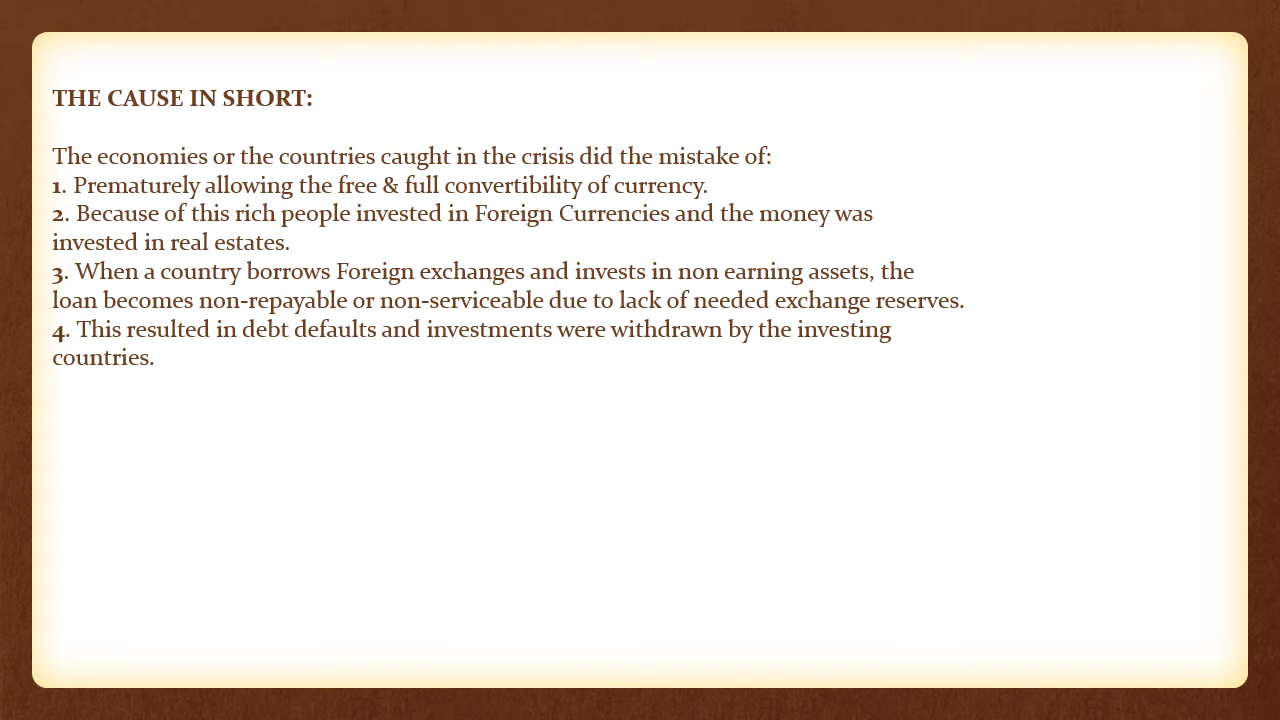 THE CAUSE IN SHORT:
The economies or the countries caught in the crisis did the mistake of:
1. Prematurely allowing the free & full convertibility of currency.
2. Because of this rich people invested in Foreign Currencies and the money was
invested in real estates.
3. When a country borrows Foreign exchanges and invests in non earning assets, the
loan becomes non-repayable or non-serviceable due to lack of needed exchange reserves.
4. This resulted in debt defaults and investments were withdrawn by the investing
countries.